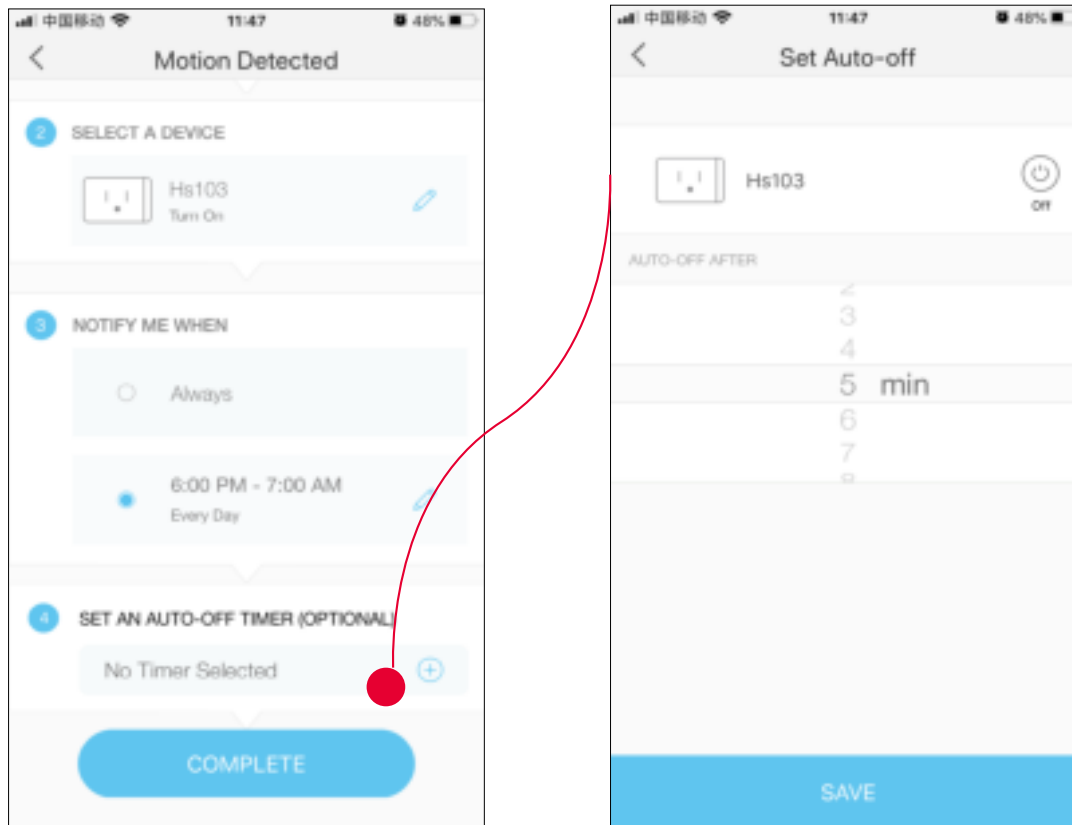 中国移动 11:47 48%
Motion Detected
2 SELECT A DEVICE
Hs103
Turn On
3 NOTIFY ME WHEN
Always
6:00 PM - 7:00 AM
Every Day
4 SET AN AUTO-OFF TIMER (OPTIONAL)
No Timer Selected
COMPLETE
中国移动 11:47 48%
Set Auto-off
Hs103
Off
AUTO-OFF AFTER
2
3
4
5 min
6
7
8
SAVE